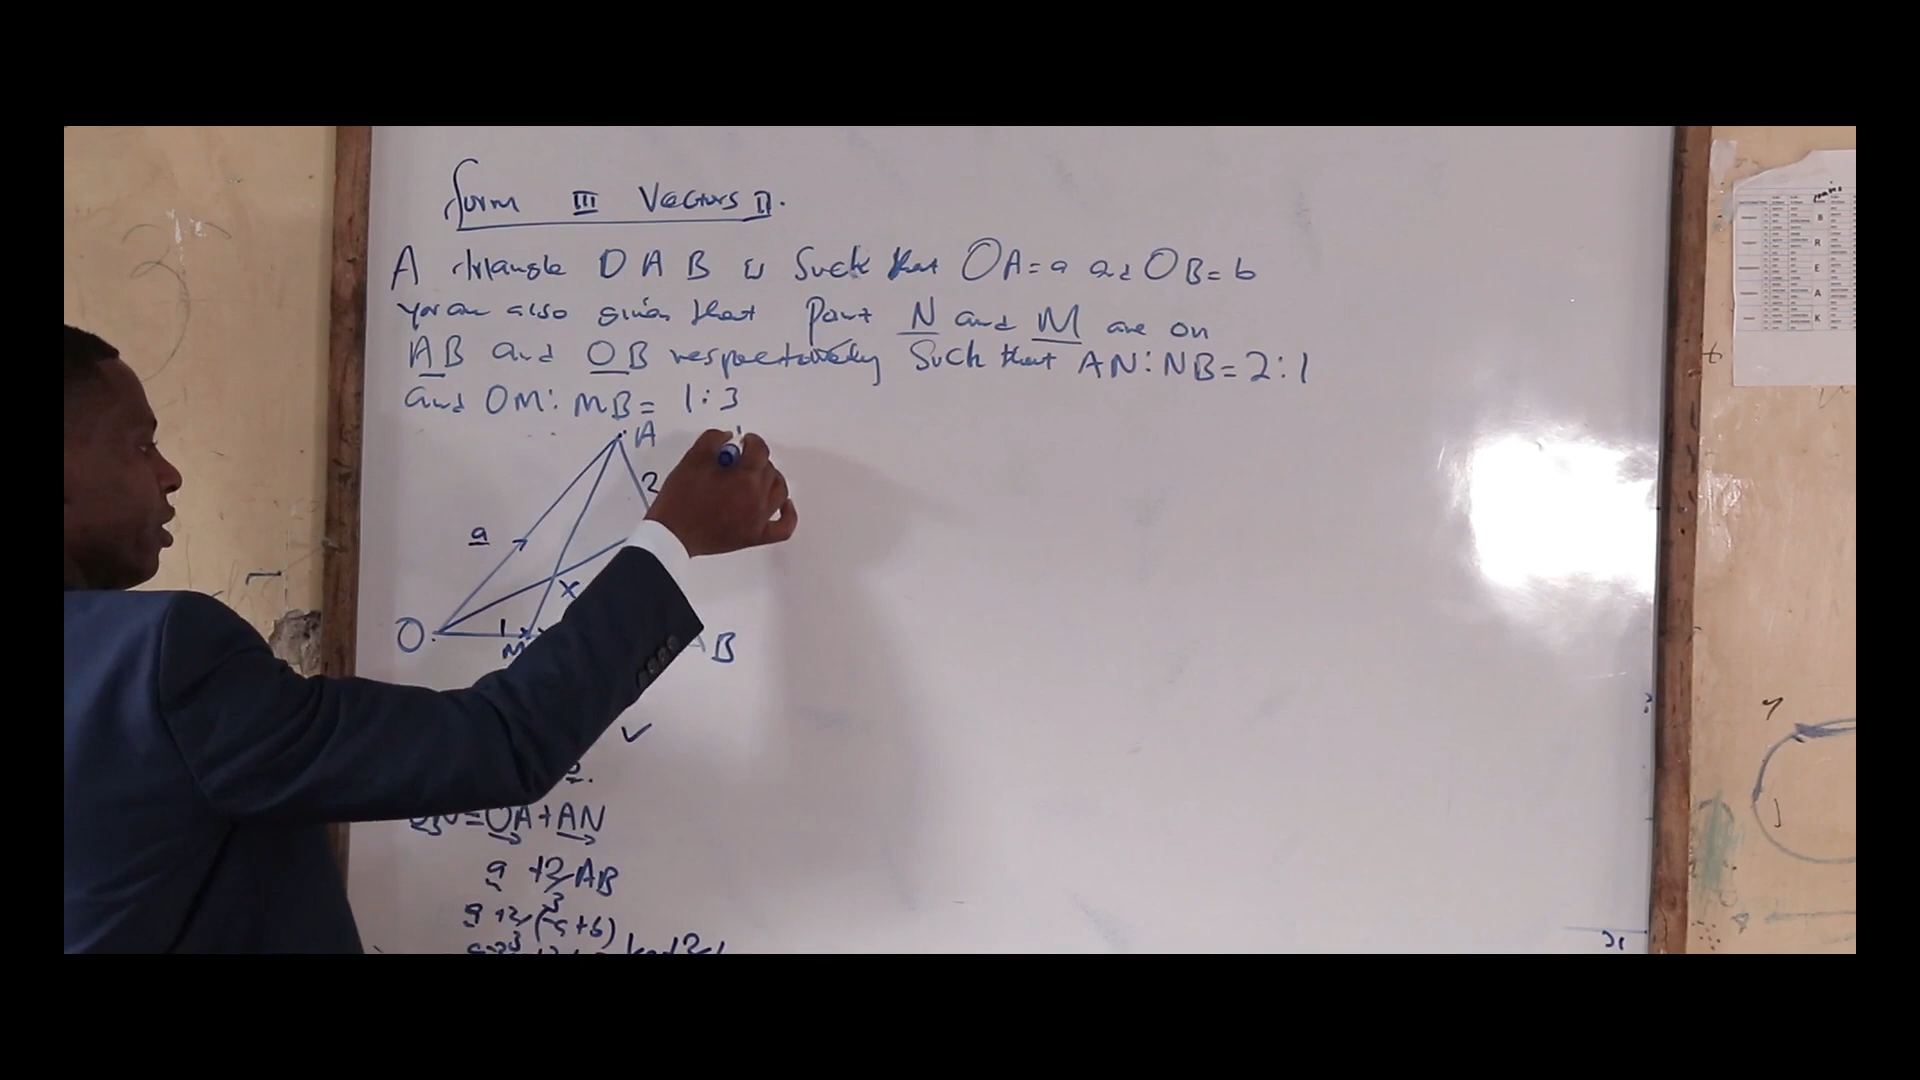 Form III Vectors II.
A triangle OAB is such that OA = a and OB = b
you are also given that Point N and M are on
AB and OB respectively such that AN:NB = 2:1
and OM:MB = 1:3
A
2
a
X
O
1
M
B
✓
ON = OA + AN
a + 2/3 AB
a + 2/3 (-a + b)
B
R
E
A
K